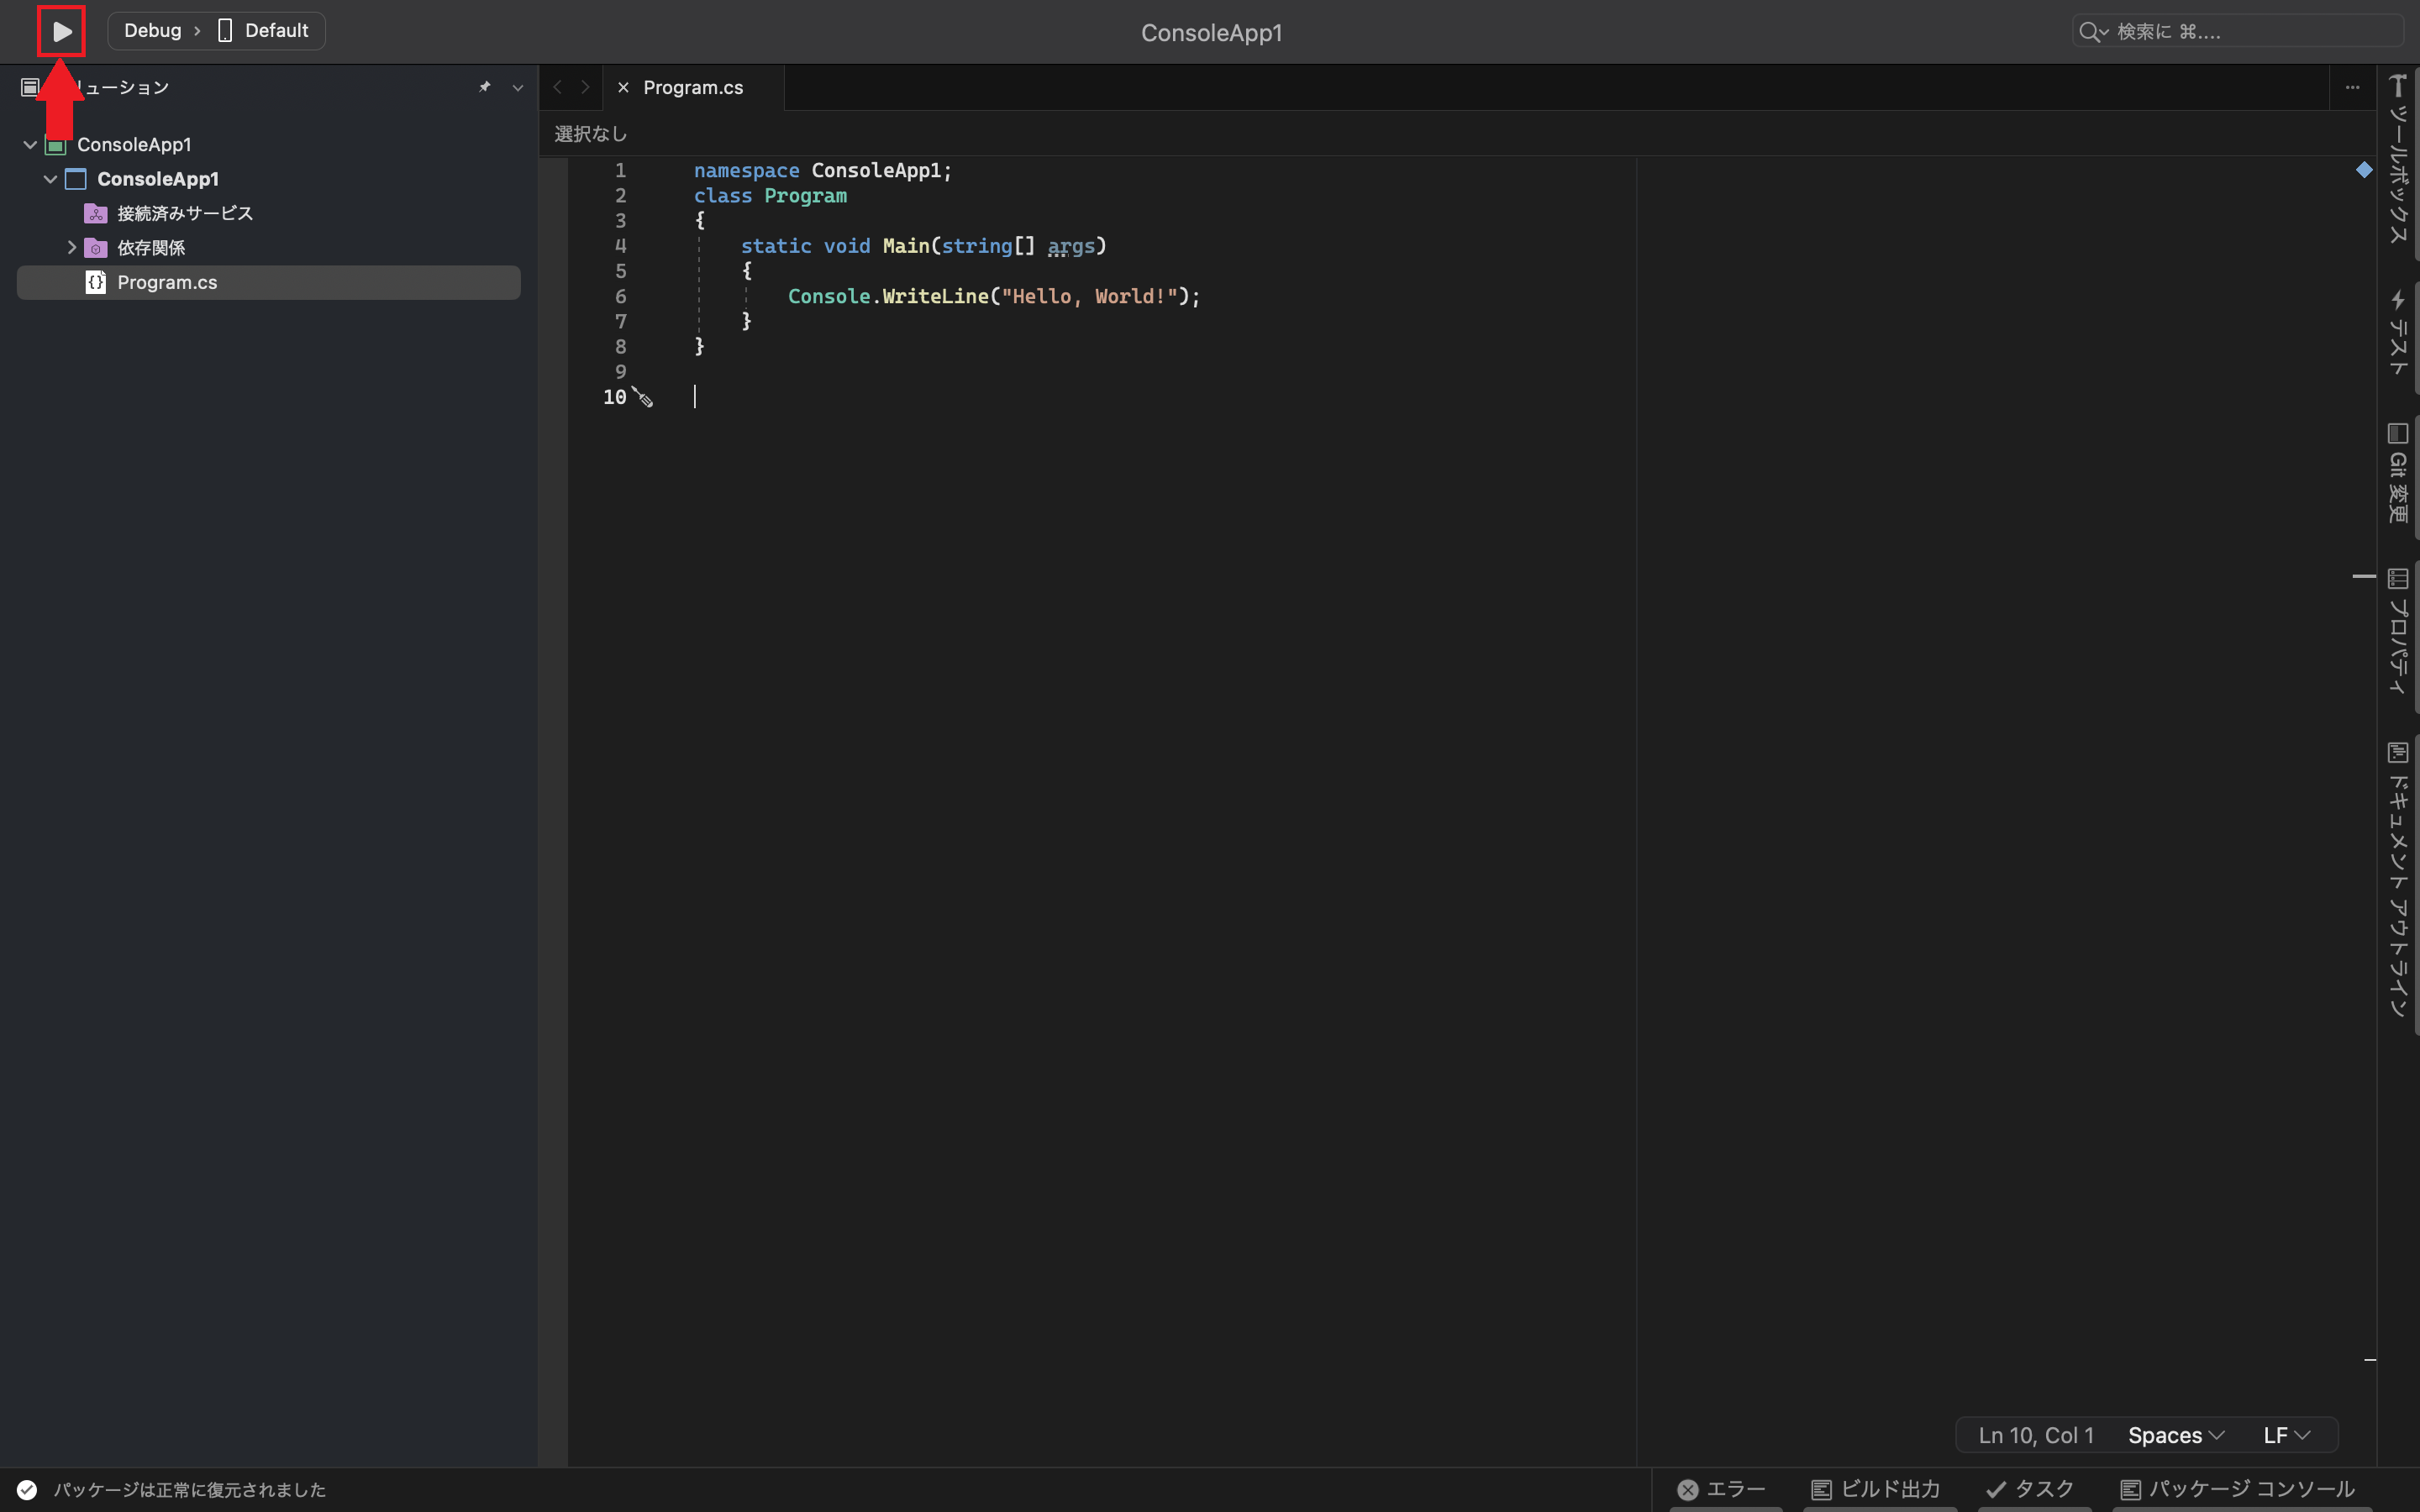 Debug
Default
ConsoleApp1
検索に ⌘....
リューション
Program.cs
選択なし
ConsoleApp1
ConsoleApp1
接続済みサービス
依存関係
Program.cs
1 namespace ConsoleApp1;
2 class Program
3 {
4 static void Main(string[] args)
5 {
6 Console.WriteLine("Hello, World!");
7 }
8 }
9
10
ツールボックス
テスト
Git 変更
プロパティ
ドキュメント アウトライン
Ln 10, Col 1 Spaces LF
パッケージは正常に復元されました
エラー ビルド出力 タスク パッケージ コンソール